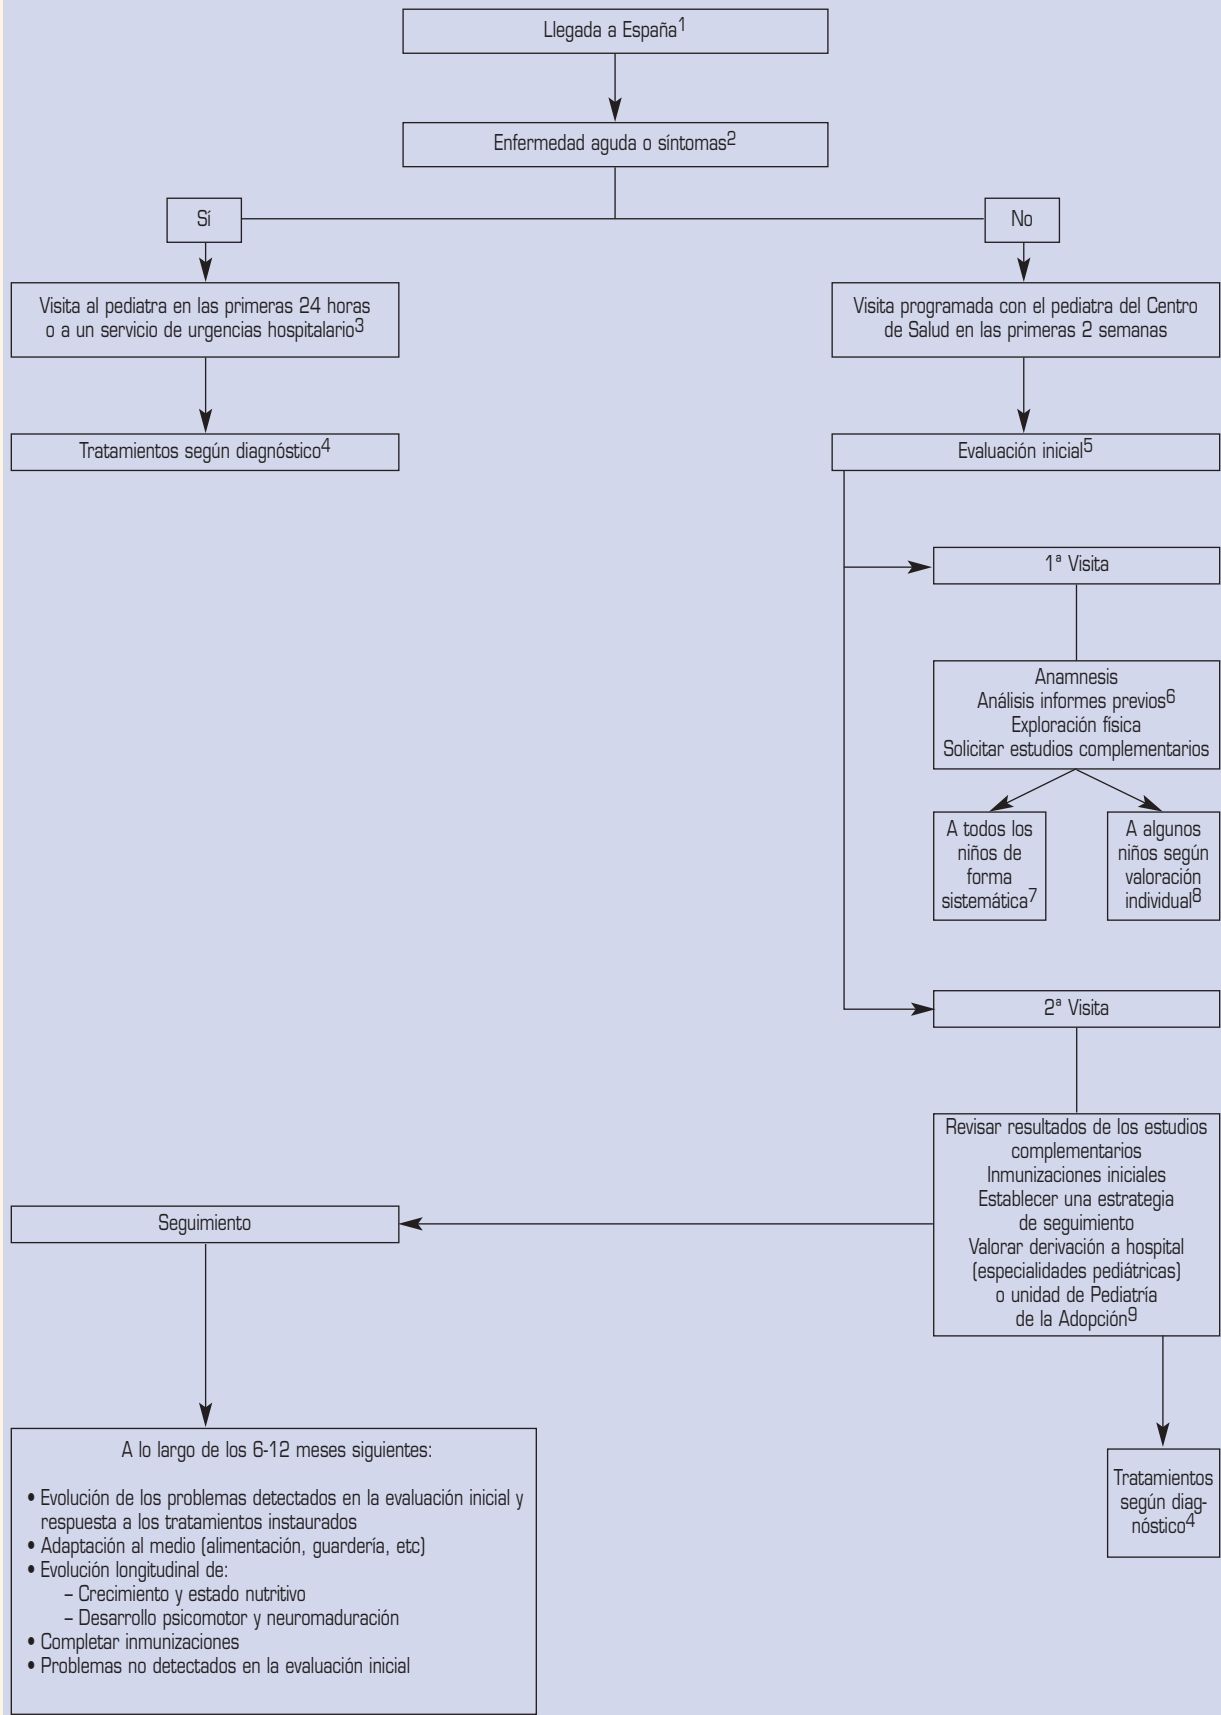 Llegada a España1
Enfermedad aguda o síntomas2
Sí
No
Visita al pediatra en las primeras 24 horas
o a un servicio de urgencias hospitalario3
Visita programada con el pediatra del Centro
de Salud en las primeras 2 semanas
Tratamientos según diagnóstico4
Evaluación inicial5
1ª Visita
Anamnesis
Análisis informes previos6
Exploración física
Solicitar estudios complementarios
A todos los
niños de
forma
sistemática7
A algunos
niños según
valoración
individual8
2ª Visita
Revisar resultados de los estudios
complementarios
Inmunizaciones iniciales
Establecer una estrategia
de seguimiento
Valorar derivación a hospital
(especialidades pediátricas)
o unidad de Pediatría
de la Adopción9
Seguimiento
A lo largo de los 6-12 meses siguientes:
• Evolución de los problemas detectados en la evaluación inicial y
respuesta a los tratamientos instaurados
• Adaptación al medio (alimentación, guardería, etc)
• Evolución longitudinal de:
– Crecimiento y estado nutritivo
– Desarrollo psicomotor y neuromaduración
• Completar inmunizaciones
• Problemas no detectados en la evaluación inicial
Tratamientos
según diag-
nóstico4